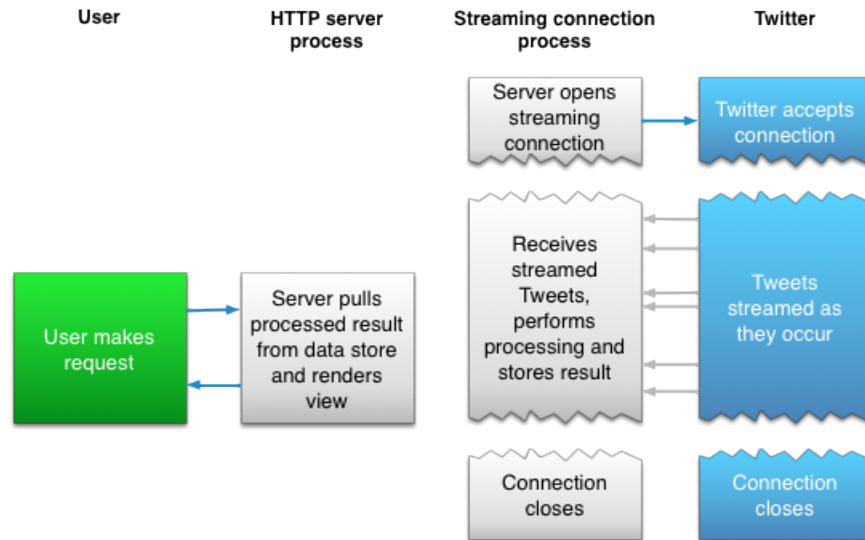 User
HTTP server
process
Streaming connection
process
Twitter
Server opens
streaming
connection
Twitter accepts
connection
User makes
request
Server pulls
processed result
from data store
and renders
view
Receives
streamed
Tweets,
performs
processing and
stores result
Tweets
streamed as
they occur
Connection
closes
Connection
closes